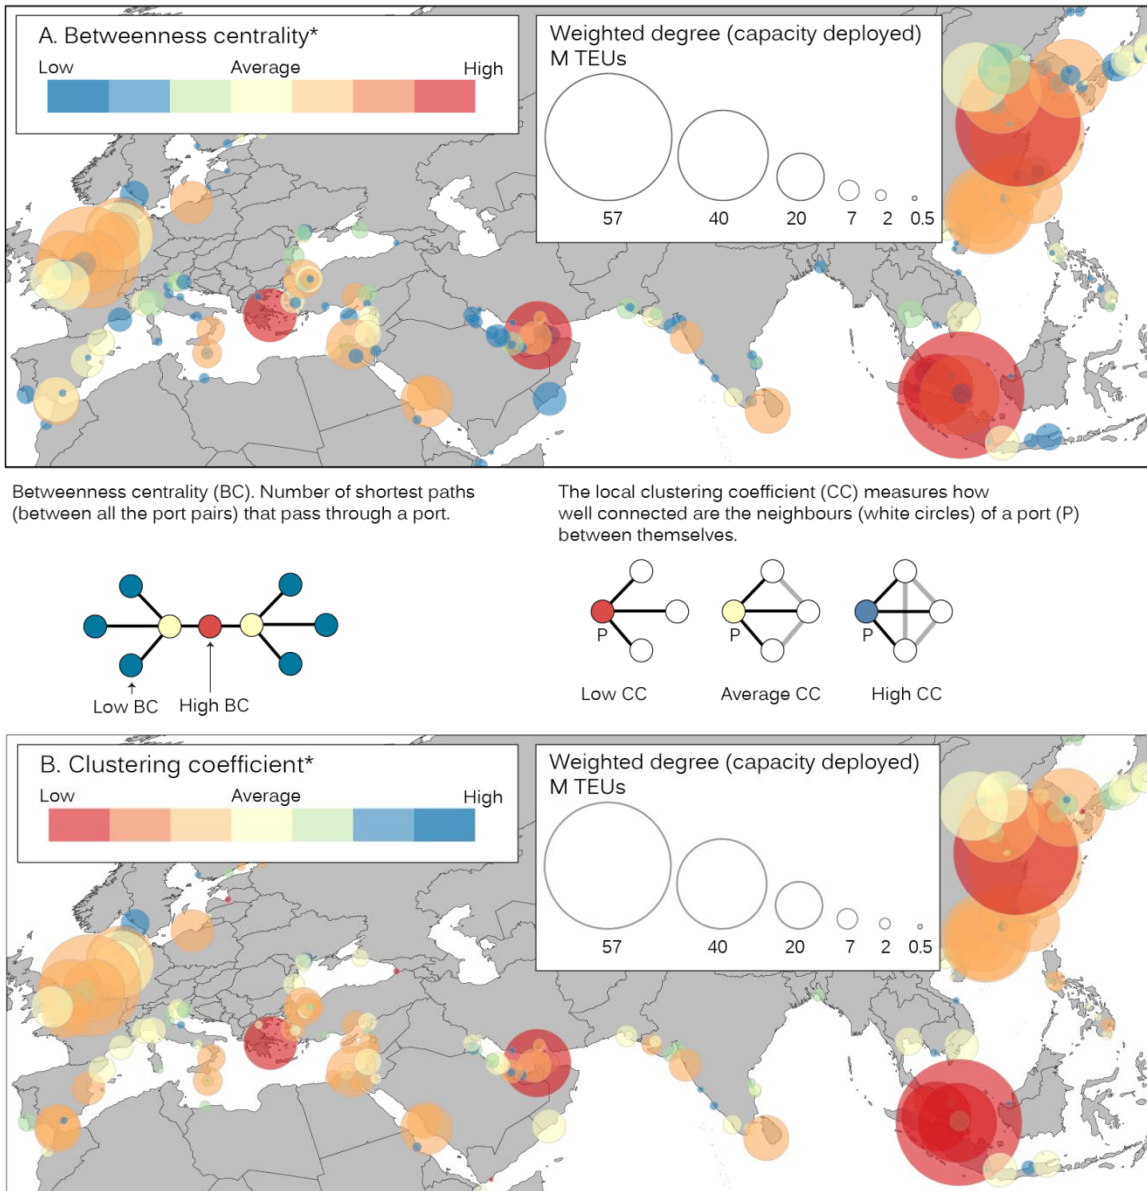 A. Betweenness centrality*
Low Average High
Weighted degree (capacity deployed)
M TEUs
57 40 20 7 2 0.5
Betweenness centrality (BC). Number of shortest paths
(between all the port pairs) that pass through a port.
Low BC High BC
The local clustering coefficient (CC) measures how
well connected are the neighbours (white circles) of a port (P)
between themselves.
P P P
Low CC Average CC High CC
B. Clustering coefficient*
Low Average High
Weighted degree (capacity deployed)
M TEUs
57 40 20 7 2 0.5